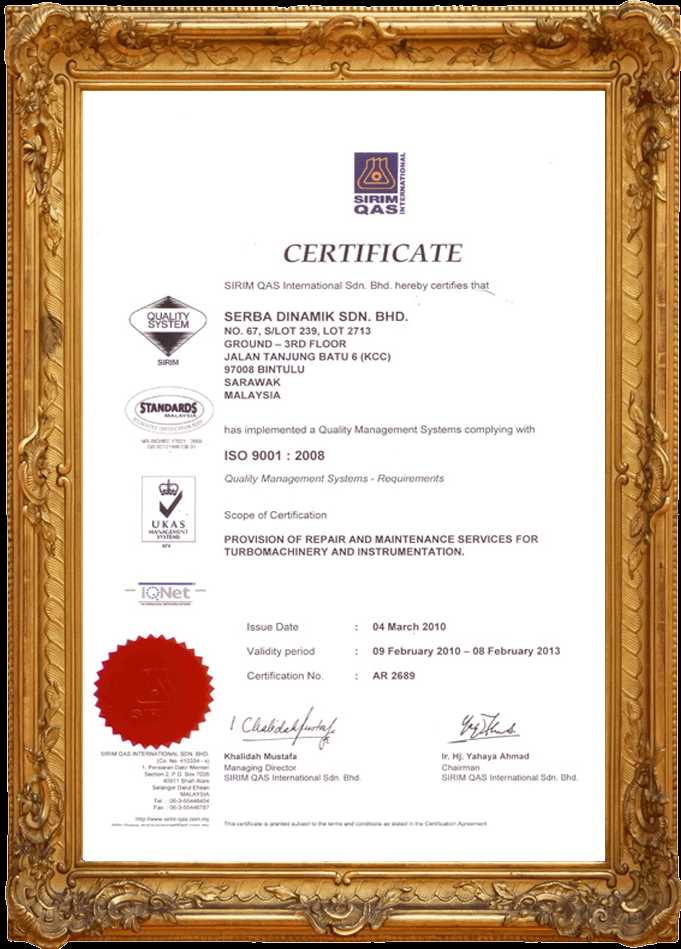 SIRIM
QAS
INTERNATIONAL
CERTIFICATE
SIRIM QAS International Sdn. Bhd. hereby certifies that
QUALITY
SYSTEM
SIRIM
SERBA DINAMIK SDN. BHD.
NO. 67, S/LOT 239, LOT 2713
GROUND – 3RD FLOOR
JALAN TANJUNG BATU 6 (KCC)
97008 BINTULU
SARAWAK
MALAYSIA
STANDARDS
MALAYSIA
has implemented a Quality Management Systems complying with
ISO 9001 : 2008
Quality Management Systems - Requirements
UKAS
MANAGEMENT
SYSTEMS
Scope of Certification
PROVISION OF REPAIR AND MAINTENANCE SERVICES FOR
TURBOMACHINERY AND INSTRUMENTATION.
IQNet
Issue Date : 04 March 2010
Validity period : 09 February 2010 – 08 February 2013
Certification No. : AR 2689
SIRIM
Khalidah Mustafa
Managing Director
SIRIM QAS International Sdn. Bhd.
Ir. Hj. Yahaya Ahmad
Chairman
SIRIM QAS International Sdn. Bhd.
SIRIM QAS INTERNATIONAL SDN. BHD.
(Co. No. 410334 - x)
1, Persiaran Dato' Menteri
Section 2, P.O. Box 7035
40911 Shah Alam
Selangor Darul Ehsan
MALAYSIA
Tel : 06-3-55446404
Fax : 06-3-55446787
http://www.sirim-qas.com.my
This certificate is granted subject to the terms and conditions as stated in the Certification Agreement